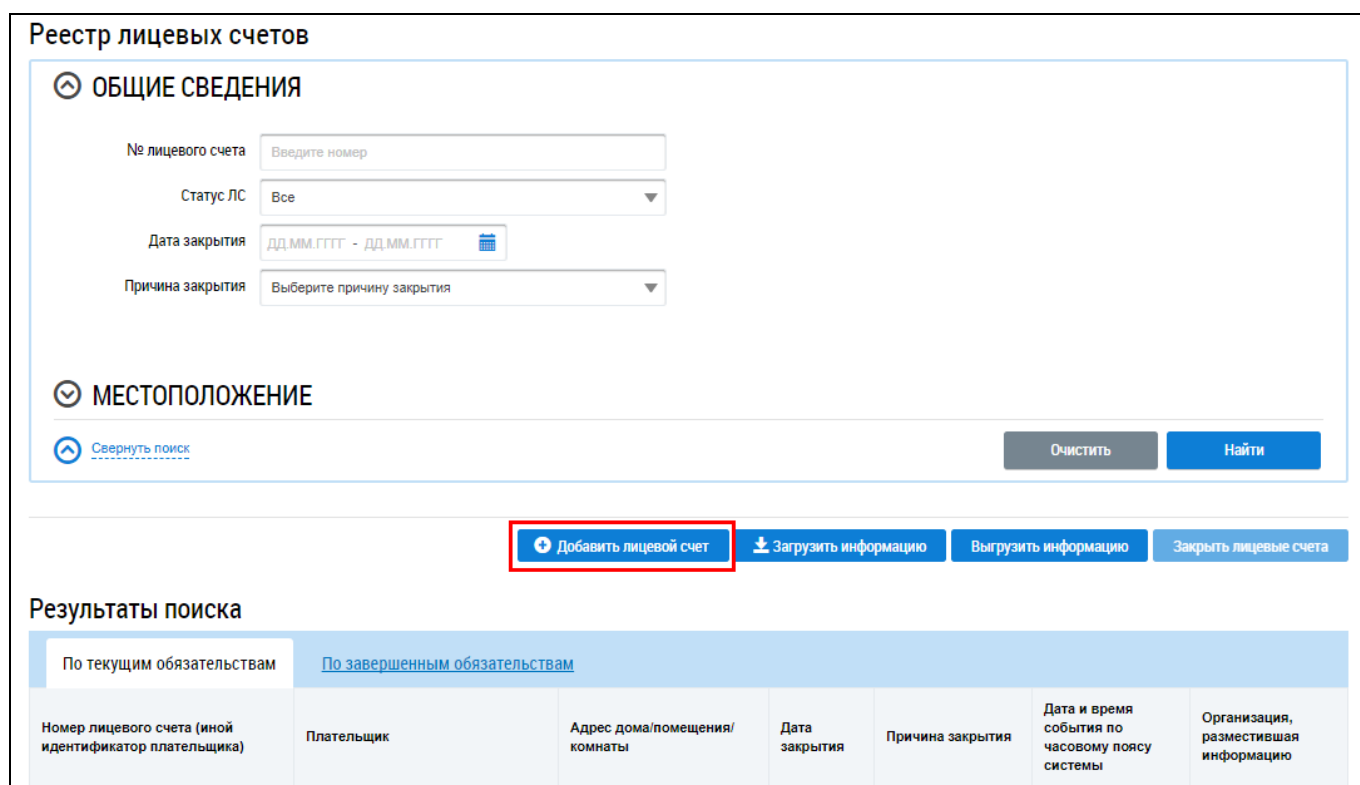 Реестр лицевых счетов
ОБЩИЕ СВЕДЕНИЯ
№ лицевого счета Введите номер
Статус ЛС Все
Дата закрытия ДД.ММ.ГГГГ - ДД.ММ.ГГГГ
Причина закрытия Выберите причину закрытия
МЕСТОПОЛОЖЕНИЕ
Свернуть поиск Очистить Найти
Добавить лицевой счет Загрузить информацию Выгрузить информацию Закрыть лицевые счета
Результаты поиска
По текущим обязательствам По завершенным обязательствам
Номер лицевого счета (иной
идентификатор плательщика)
Плательщик
Адрес дома/помещения/
комнаты
Дата
закрытия
Причина закрытия
Дата и время
события по
часовому поясу
системы
Организация,
разместившая
информацию